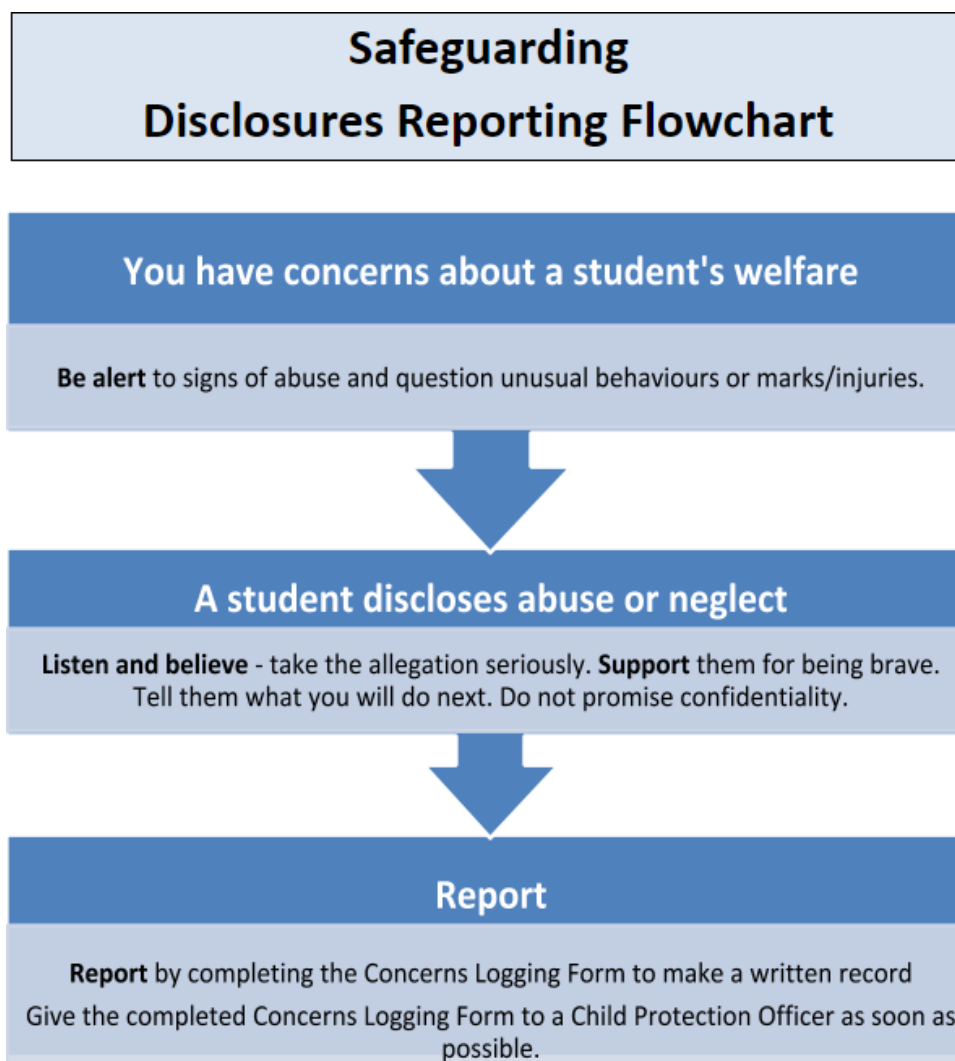 Safeguarding
Disclosures Reporting Flowchart
You have concerns about a student's welfare
Be alert to signs of abuse and question unusual behaviours or marks/injuries.
A student discloses abuse or neglect
Listen and believe - take the allegation seriously. Support them for being brave.
Tell them what you will do next. Do not promise confidentiality.
Report
Report by completing the Concerns Logging Form to make a written record
Give the completed Concerns Logging Form to a Child Protection Officer as soon as
possible.